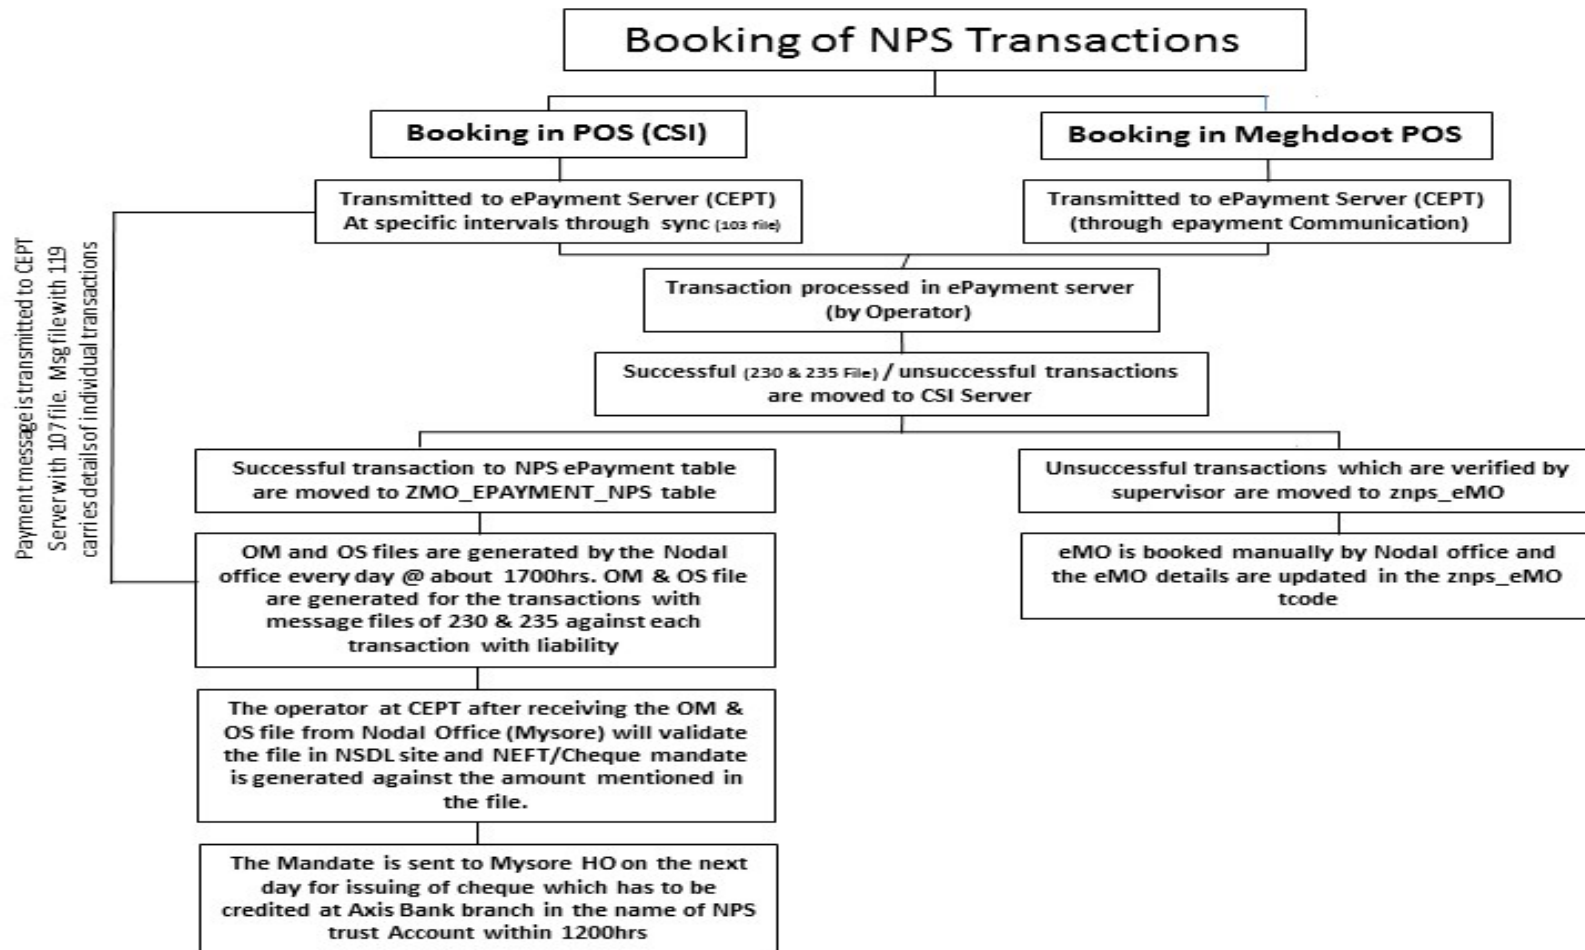 Booking of NPS Transactions
Booking in POS (CSI)
Booking in Meghdoot POS
Transmitted to ePayment Server (CEPT)
At specific intervals through sync (103 file)
Transmitted to ePayment Server (CEPT)
(through epayment Communication)
Payment message is transmitted to CEPT
Server with 107 file. Msg file with 119
carries details of individual transactions
Transaction processed in ePayment server
(by Operator)
Successful (230 & 235 File) / unsuccessful transactions
are moved to CSI Server
Successful transaction to NPS ePayment table
are moved to ZMO_EPAYMENT_NPS table
Unsuccessful transactions which are verified by
supervisor are moved to znps_eMO
OM and OS files are generated by the Nodal
office every day @ about 1700hrs. OM & OS file
are generated for the transactions with
message files of 230 & 235 against each
transaction with liability
eMO is booked manually by Nodal office and
the eMO details are updated in the znps_eMO
tcode
The operator at CEPT after receiving the OM &
OS file from Nodal Office (Mysore) will validate
the file in NSDL site and NEFT/Cheque mandate
is generated against the amount mentioned in
the file.
The Mandate is sent to Mysore HO on the next
day for issuing of cheque which has to be
credited at Axis Bank branch in the name of NPS
trust Account within 1200hrs